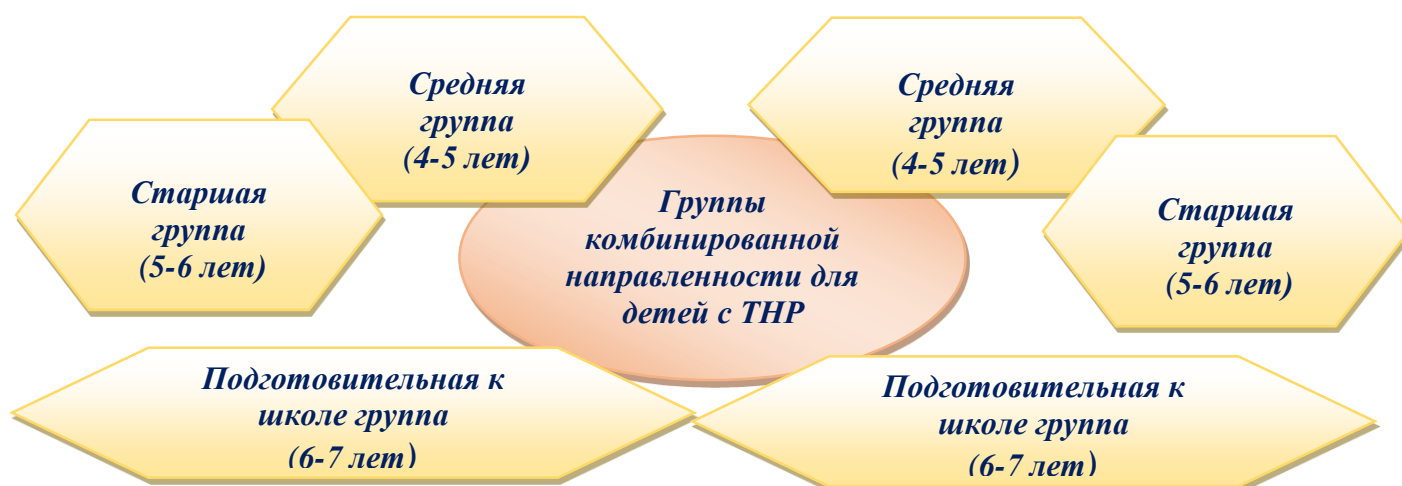 Средняя
группа
(4-5 лет)
Средняя
группа
(4-5 лет)
Старшая
группа
(5-6 лет)
Группы
комбинированной
направленности для
детей с ТНР
Старшая
группа
(5-6 лет)
Подготовительная к
школе группа
(6-7 лет)
Подготовительная к
школе группа
(6-7 лет)